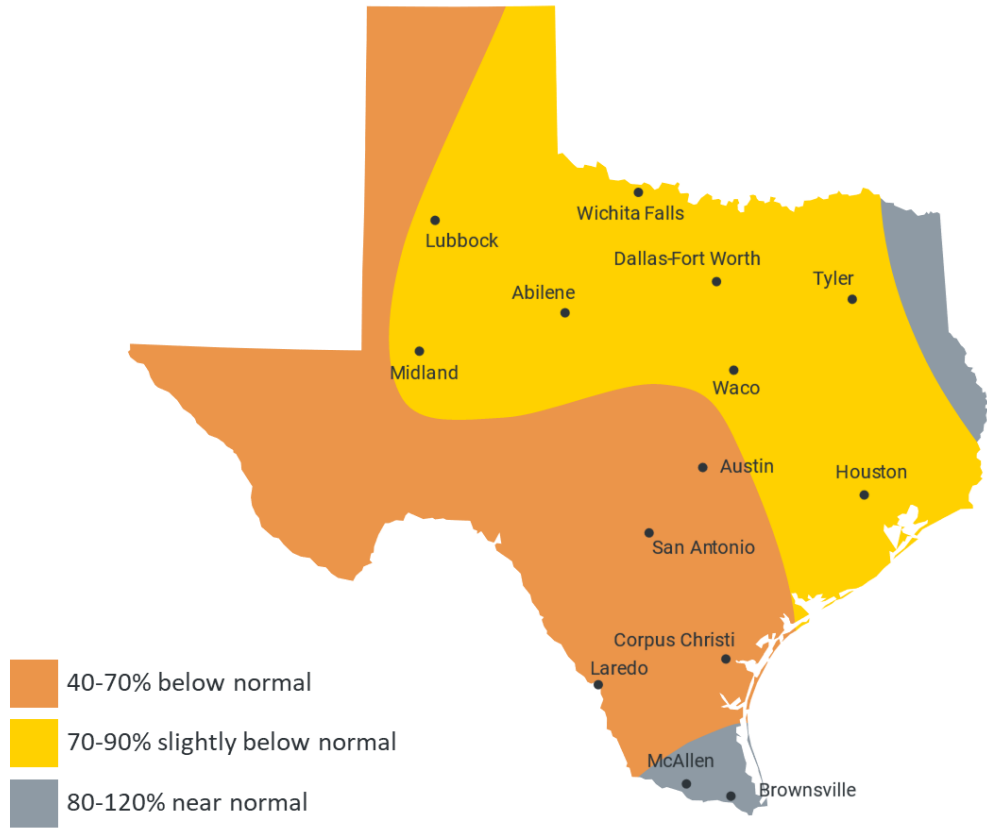 Wichita Falls
Lubbock
Dallas-Fort Worth
Tyler
Abilene
Midland
Waco
Austin
Houston
San Antonio
Corpus Christi
Laredo
McAllen
Brownsville
40-70% below normal
70-90% slightly below normal
80-120% near normal